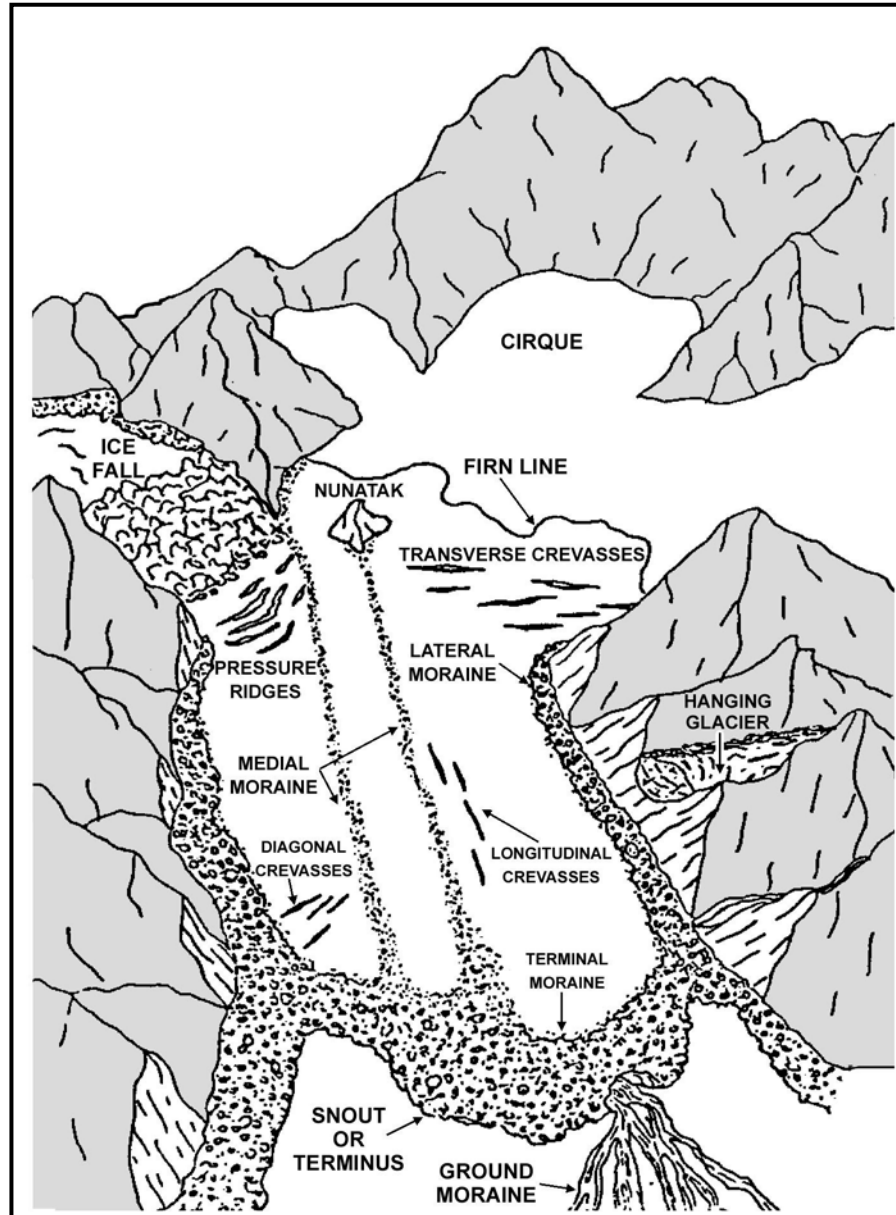 CIRQUE
ICE
FALL
FIRN LINE
NUNATAK
TRANSVERSE CREVASSES
LATERAL
MORAINE
PRESSURE
RIDGES
HANGING
GLACIER
MEDIAL
MORAINE
DIAGONAL
CREVASSES
LONGITUDINAL
CREVASSES
TERMINAL
MORAINE
SNOUT
OR
TERMINUS
GROUND
MORAINE